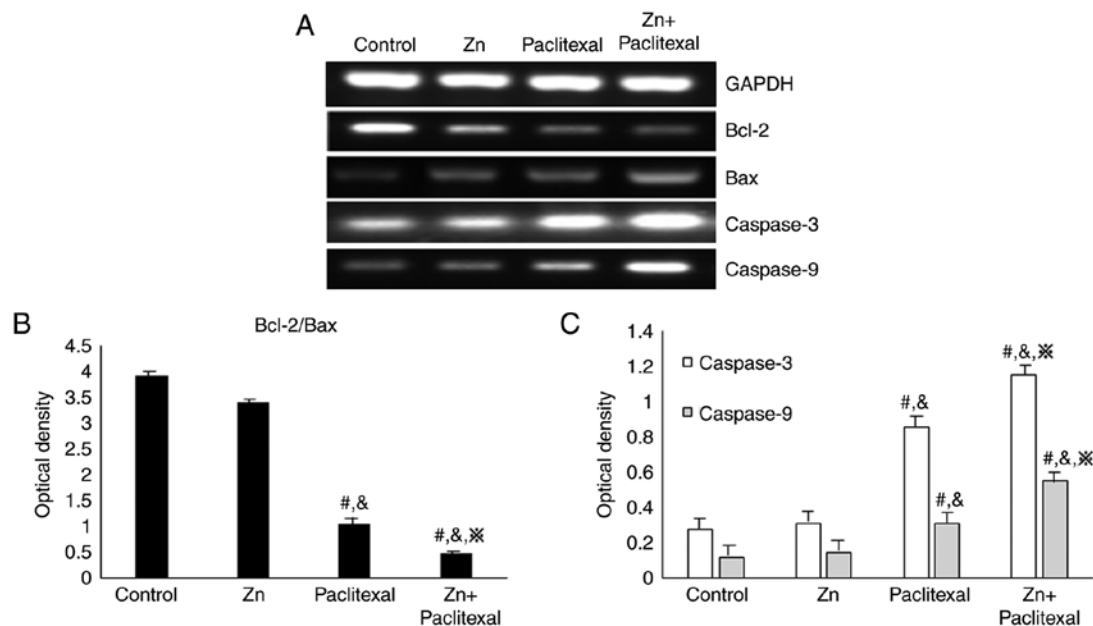 A
Control Zn Paclitexal Zn+
Paclitexal
GAPDH
Bcl-2
Bax
Caspase-3
Caspase-9
B
Bcl-2/Bax
Optical density
4.5
4
3.5
3
2.5
2
1.5
1
0.5
0
#,&
#,&,※
Control Zn Paclitexal Zn+
Paclitexal
C
Optical density
1.4
1.2
1
0.8
0.6
0.4
0.2
0
Caspase-3
Caspase-9
#,&
#,&
#,&,※
#,&,※
Control Zn Paclitexal Zn+
Paclitexal